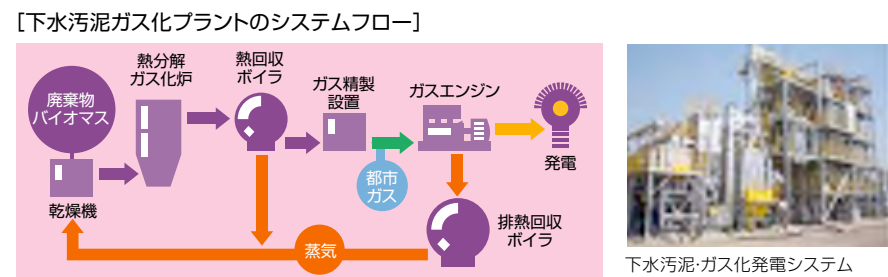 [下水汚泥ガス化プラントのシステムフロー]
廃棄物
バイオマス
乾燥機
熱分解
ガス化炉
熱回収
ボイラ
ガス精製
設置
都市
ガス
ガスエンジン
発電
排熱回収
ボイラ
蒸気
下水汚泥・ガス化発電システム